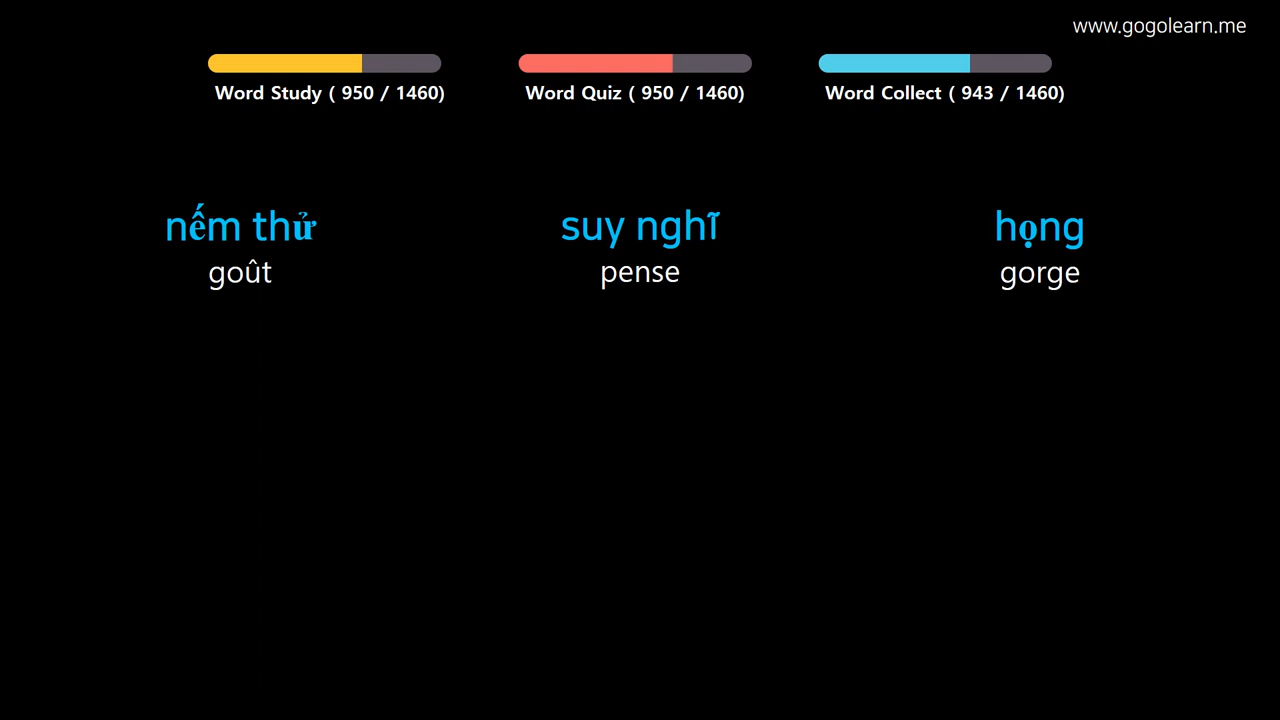 www.gogolearn.me
Word Study ( 950 / 1460)
Word Quiz ( 950 / 1460)
Word Collect ( 943 / 1460)
nếm thử
suy nghĩ
họng
goût
pense
gorge